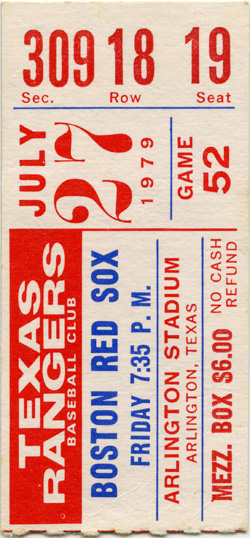 309 18 19
Sec. Row Seat
JULY
27
1979
GAME
52
TEXAS
RANGERS
BASEBALL CLUB
BOSTON RED SOX
FRIDAY 7:35 P. M.
ARLINGTON STADIUM
ARLINGTON, TEXAS
NO CASH
REFUND
MEZZ. BOX $6.00